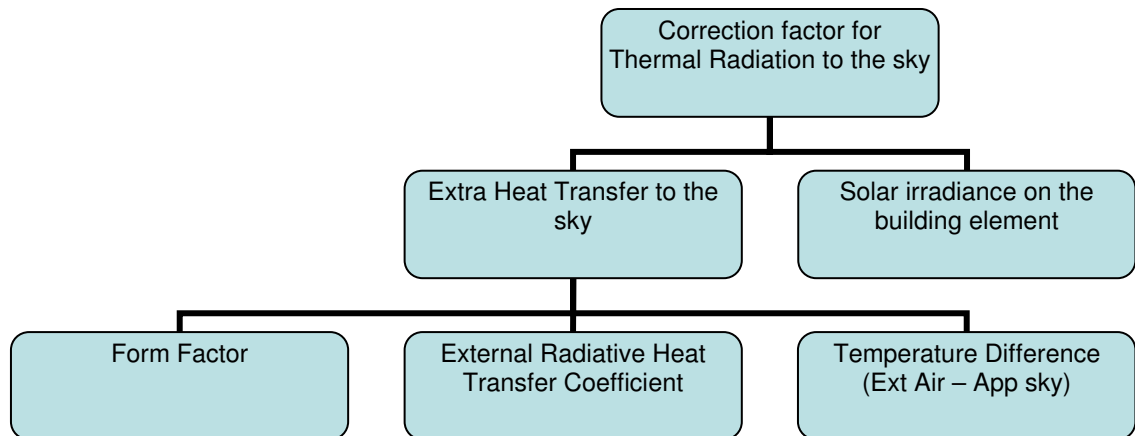 Correction factor for
Thermal Radiation to the sky
Extra Heat Transfer to the
sky
Solar irradiance on the
building element
Form Factor
External Radiative Heat
Transfer Coefficient
Temperature Difference
(Ext Air – App sky)